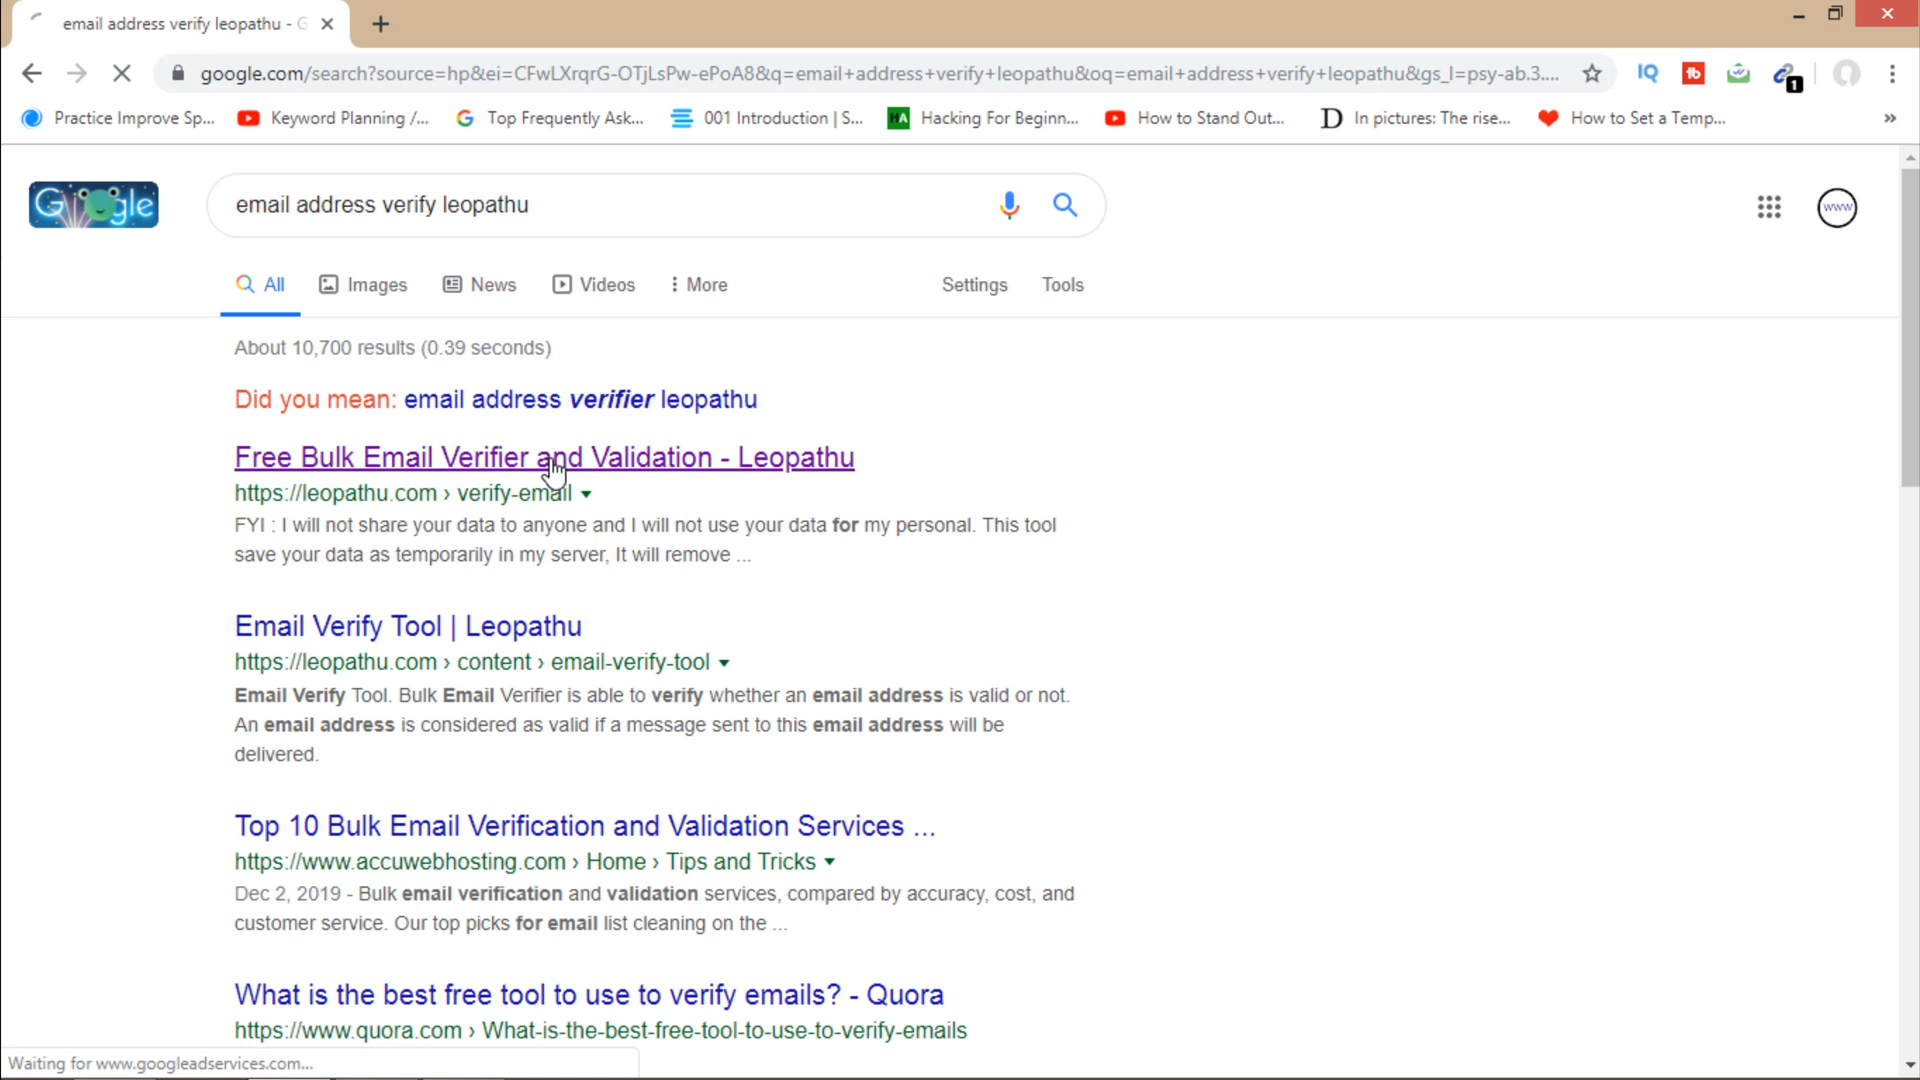 email address verify leopathu - G
google.com/search?source=hp&ei=CFwLXrqrG-OTjLsPw-ePoA8&q=email+address+verify+leopathu&oq=email+address+verify+leopathu&gs_l=psy-ab.3....
IQ
tb
1
Practice Improve Sp...
Keyword Planning /...
Top Frequently Ask...
001 Introduction | S...
HA
Hacking For Beginn...
How to Stand Out...
D
In pictures: The rise...
How to Set a Temp...
»
Google
email address verify leopathu
www
All
Images
News
Videos
More
Settings
Tools
About 10,700 results (0.39 seconds)
Did you mean: email address verifier leopathu
Free Bulk Email Verifier and Validation - Leopathu
https://leopathu.com › verify-email
FYI : I will not share your data to anyone and I will not use your data for my personal. This tool
save your data as temporarily in my server, It will remove ...
Email Verify Tool | Leopathu
https://leopathu.com › content › email-verify-tool
Email Verify Tool. Bulk Email Verifier is able to verify whether an email address is valid or not.
An email address is considered as valid if a message sent to this email address will be
delivered.
Top 10 Bulk Email Verification and Validation Services ...
https://www.accuwebhosting.com › Home › Tips and Tricks
Dec 2, 2019 - Bulk email verification and validation services, compared by accuracy, cost, and
customer service. Our top picks for email list cleaning on the ...
What is the best free tool to use to verify emails? - Quora
https://www.quora.com › What-is-the-best-free-tool-to-use-to-verify-emails
Waiting for www.googleadservices.com...